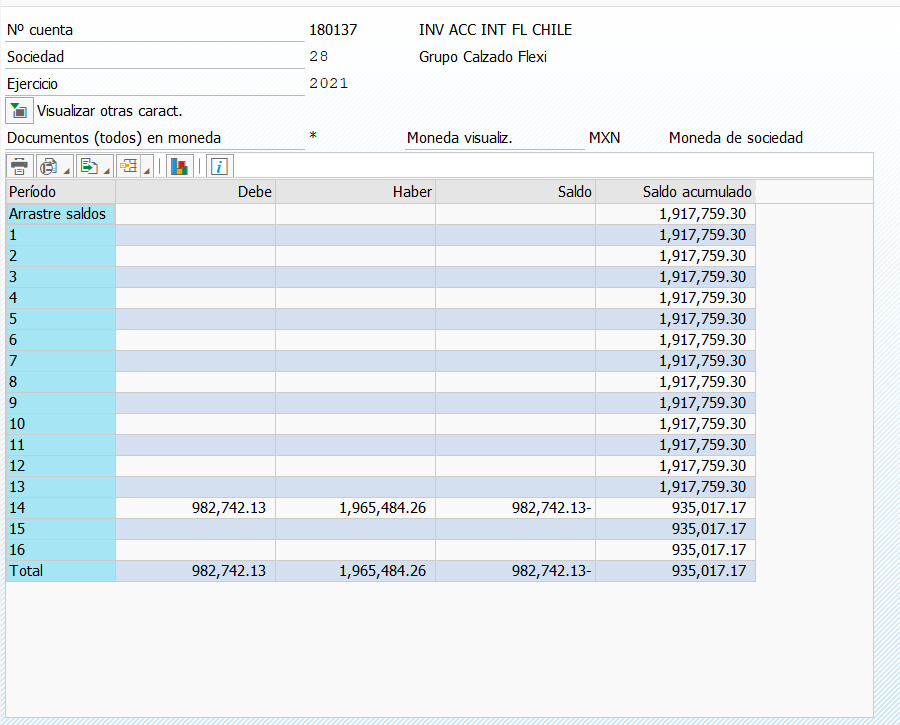 Nº cuenta 180137 INV ACC INT FL CHILE
Sociedad 28 Grupo Calzado Flexi
Ejercicio 2021
Visualizar otras caract.
Documentos (todos) en moneda * Moneda visualiz. MXN Moneda de sociedad
Período Debe Haber Saldo Saldo acumulado
Arrastre saldos 1,917,759.30
1 1,917,759.30
2 1,917,759.30
3 1,917,759.30
4 1,917,759.30
5 1,917,759.30
6 1,917,759.30
7 1,917,759.30
8 1,917,759.30
9 1,917,759.30
10 1,917,759.30
11 1,917,759.30
12 1,917,759.30
13 1,917,759.30
14 982,742.13 1,965,484.26 982,742.13- 935,017.17
15 935,017.17
16 935,017.17
Total 982,742.13 1,965,484.26 982,742.13- 935,017.17